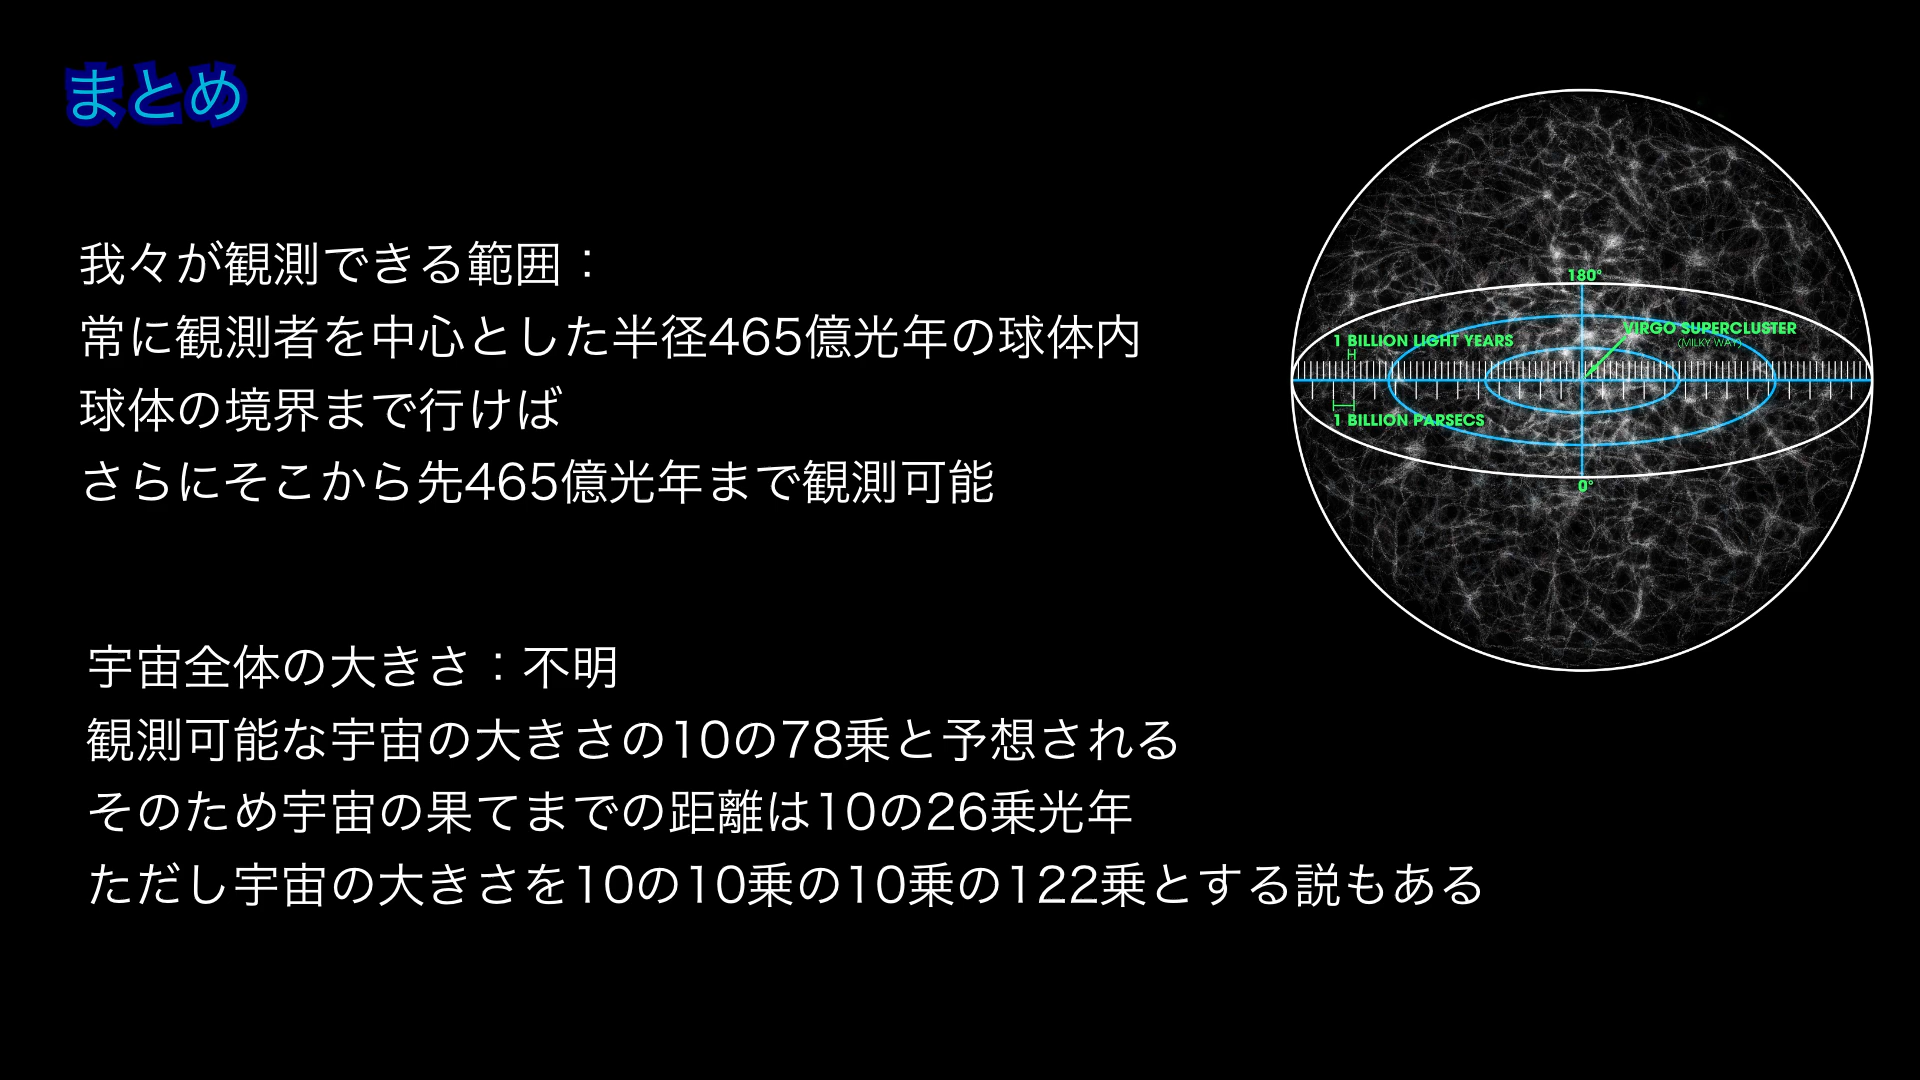 まとめ
我々が観測できる範囲：
常に観測者を中心とした半径465億光年の球体内
球体の境界まで行けば
さらにそこから先465億光年まで観測可能
宇宙全体の大きさ：不明
観測可能な宇宙の大きさの10の78乗と予想される
そのため宇宙の果てまでの距離は10の26乗光年
ただし宇宙の大きさを10の10乗の10乗の122乗とする説もある
180°
VIRGO SUPERCLUSTER
(MILKY WAY)
1 BILLION LIGHT YEARS
1 BILLION PARSECS
0°